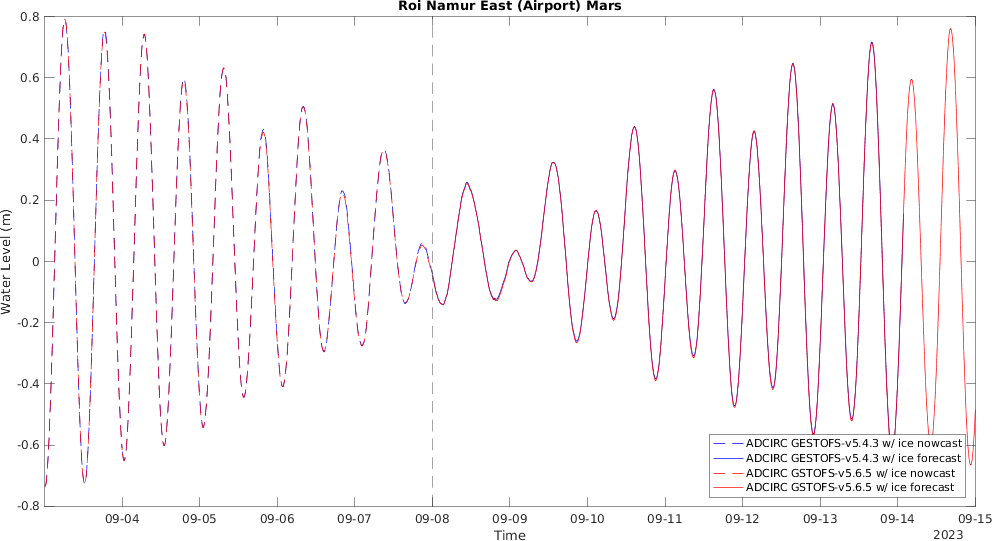 Roi Namur East (Airport) Mars
Water Level (m)
0.8
0.6
0.4
0.2
0
-0.2
-0.4
-0.6
-0.8
ADCIRC GESTOFS-v5.4.3 w/ ice nowcast
ADCIRC GESTOFS-v5.4.3 w/ ice forecast
ADCIRC GSTOFS-v5.6.5 w/ ice nowcast
ADCIRC GSTOFS-v5.6.5 w/ ice forecast
09-04 09-05 09-06 09-07 09-08 09-09 09-10 09-11 09-12 09-13 09-14 09-15
Time
2023